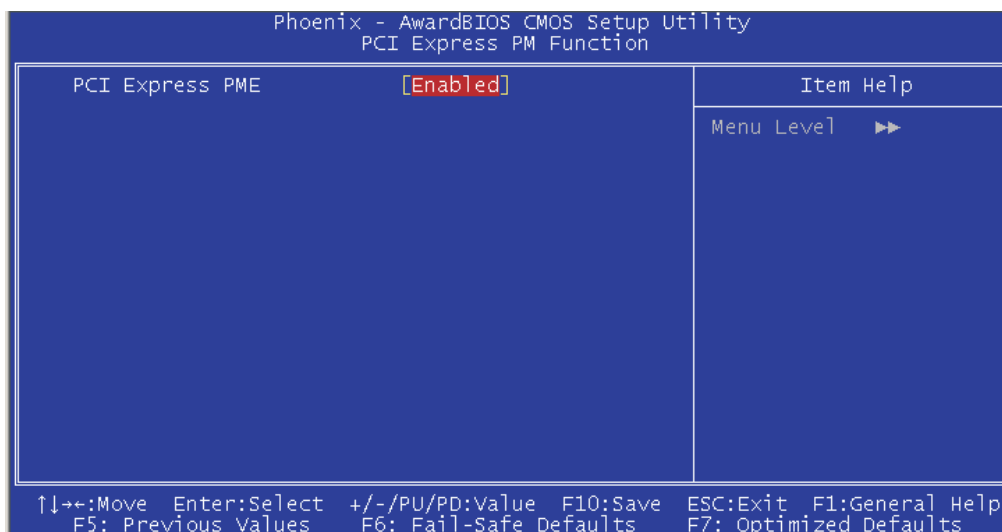 Phoenix - AwardBIOS CMOS Setup Utility
PCI Express PM Function
PCI Express PME [Enabled]
Item Help
Menu Level ▶▶
↑↓→←:Move Enter:Select +/-/PU/PD:Value F10:Save ESC:Exit F1:General Help
F5: Previous Values F6: Fail-Safe Defaults F7: Optimized Defaults